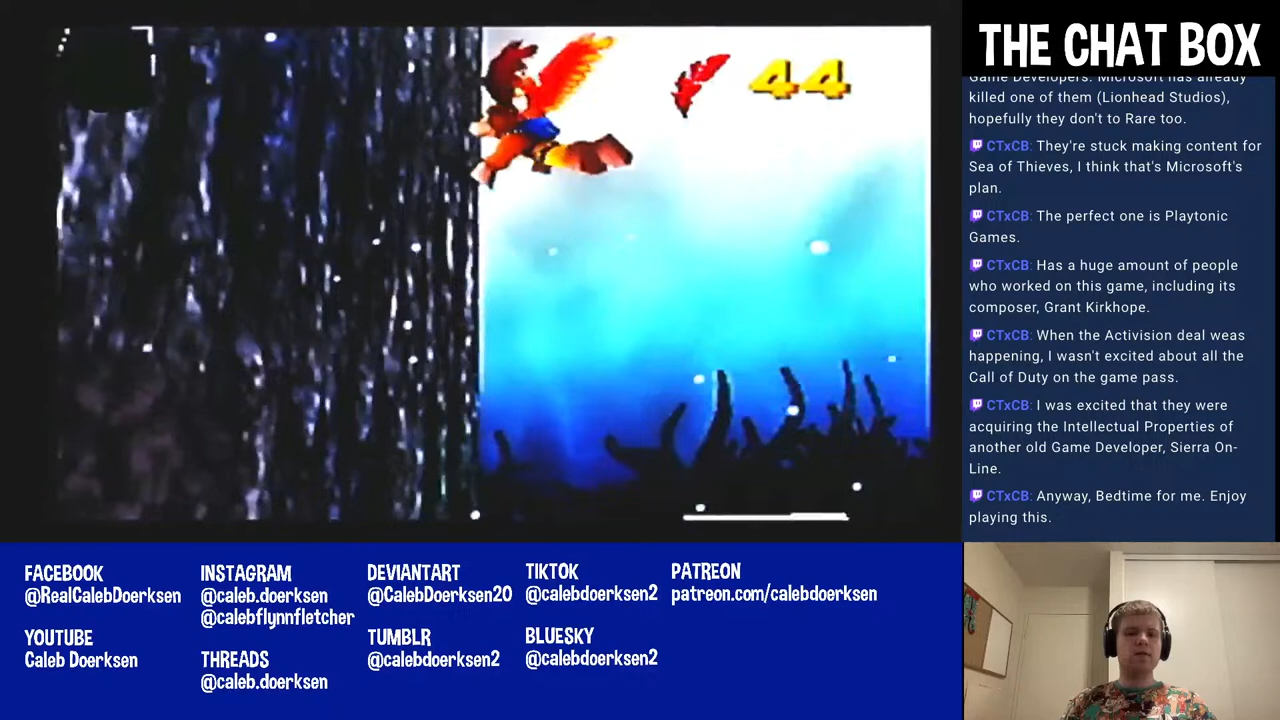 44
THE CHAT BOX
Game Developers. Microsoft has already
killed one of them (Lionhead Studios),
hopefully they don't to Rare too.
CTxCB: They're stuck making content for
Sea of Thieves, I think that's Microsoft's
plan.
CTxCB: The perfect one is Playtonic
Games.
CTxCB: Has a huge amount of people
who worked on this game, including its
composer, Grant Kirkhope.
CTxCB: When the Activision deal weas
happening, I wasn't excited about all the
Call of Duty on the game pass.
CTxCB: I was excited that they were
acquiring the Intellectual Properties of
another old Game Developer, Sierra On-
Line.
CTxCB: Anyway, Bedtime for me. Enjoy
playing this.
FACEBOOK
@RealCalebDoerksen
YOUTUBE
Caleb Doerksen
INSTAGRAM
@caleb.doerksen
@calebflynnfletcher
THREADS
@caleb.doerksen
DEVIANTART
@CalebDoerksen20
TUMBLR
@calebdoerksen2
TIKTOK
@calebdoerksen2
BLUESKY
@calebdoerksen2
PATREON
patreon.com/calebdoerksen